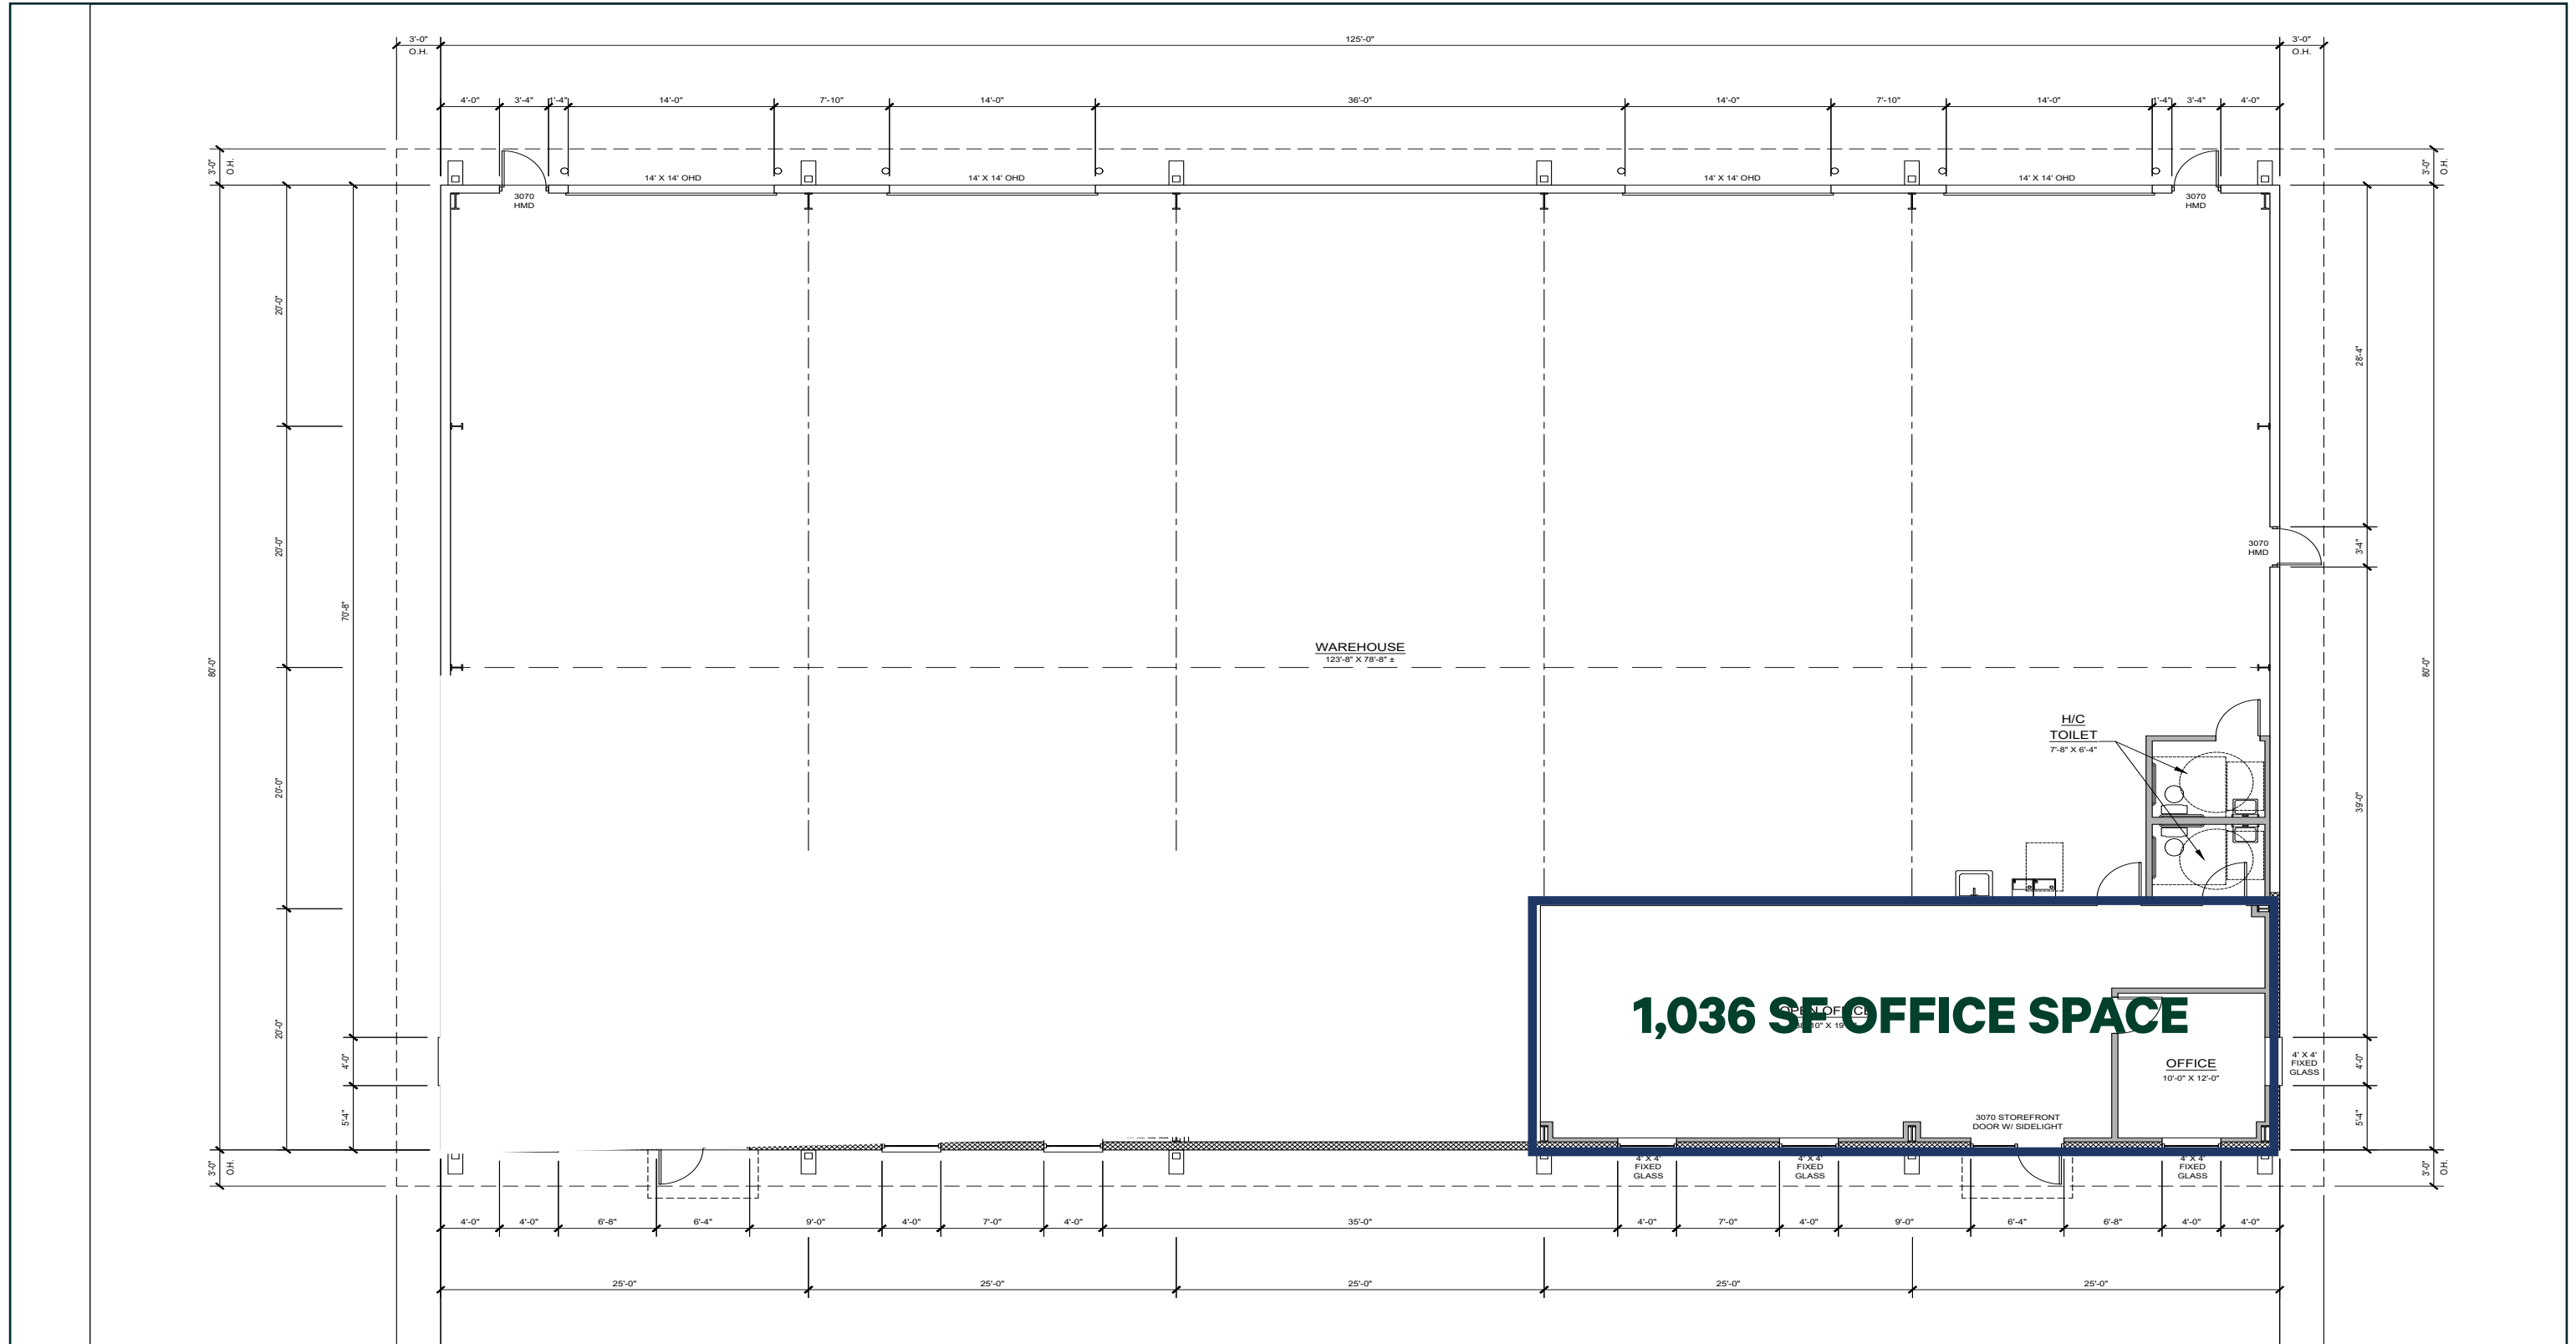 3'-0"
125'-0"
3'-0"
O.H.
O.H.
4'-0"
3'-4"
1'-4"
14'-0"
7'-10"
14'-0"
36'-0"
14'-0"
7'-10"
14'-0"
1'-4"
3'-4"
4'-0"
3'-0"
O.H.
3'-0"
O.H.
14' X 14' OHD
14' X 14' OHD
14' X 14' OHD
14' X 14' OHD
3070
HMD
3070
HMD
20'-0"
28'-4"
20'-0"
3070
HMD
3'-4"
70'-8"
80'-0"
WAREHOUSE
123'-8" X 78'-8" ±
80'-0"
H/C
TOILET
7'-8" X 6'-4"
20'-0"
39'-0"
1,036 SF OFFICE SPACE
OPEN OFFICE
20'-0"
4'-0"
OFFICE
10'-0" X 12'-0"
4' X 4'
FIXED
GLASS
4'-0"
5'-4"
3070 STOREFRONT
DOOR W/ SIDELIGHT
5'-4"
3'-0"
O.H.
4' X 4'
FIXED
GLASS
4' X 4'
FIXED
GLASS
4' X 4'
FIXED
GLASS
3'-0"
O.H.
4'-0"
4'-0"
6'-8"
6'-4"
9'-0"
4'-0"
7'-0"
4'-0"
35'-0"
4'-0"
7'-0"
4'-0"
9'-0"
6'-4"
6'-8"
4'-0"
4'-0"
25'-0"
25'-0"
25'-0"
25'-0"
25'-0"